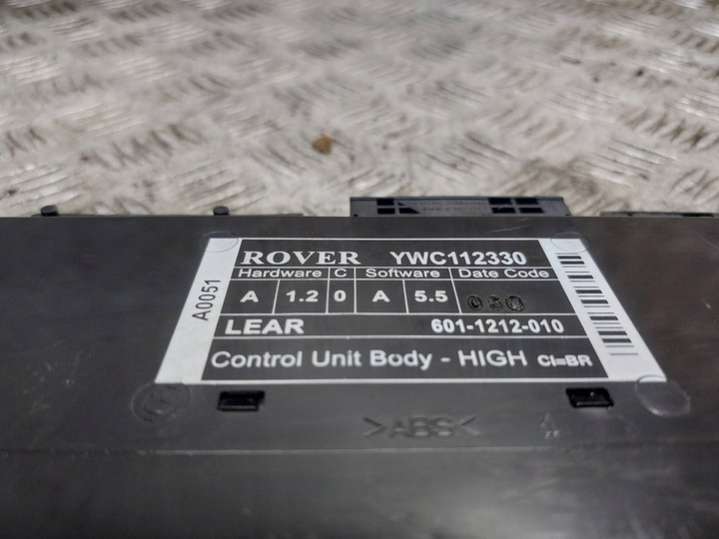 ROVER YWC112330
Hardware C Software Date Code
A 1.2 0 A 5.5
LEAR 601-1212-010
Control Unit Body - HIGH CI=BR
A0051
>ABS<